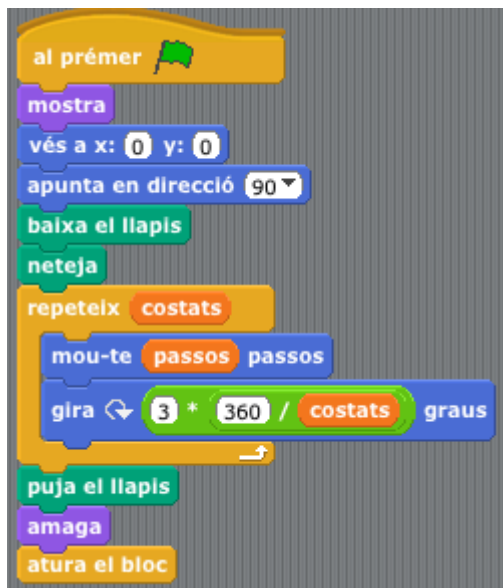 al prémer
mostra
vés a x: 0 y: 0
apunta en direcció 90
baixa el llapis
neteja
repeteix costats
mou-te passos passos
gira 3 * 360 / costats graus
puja el llapis
amaga
atura el bloc